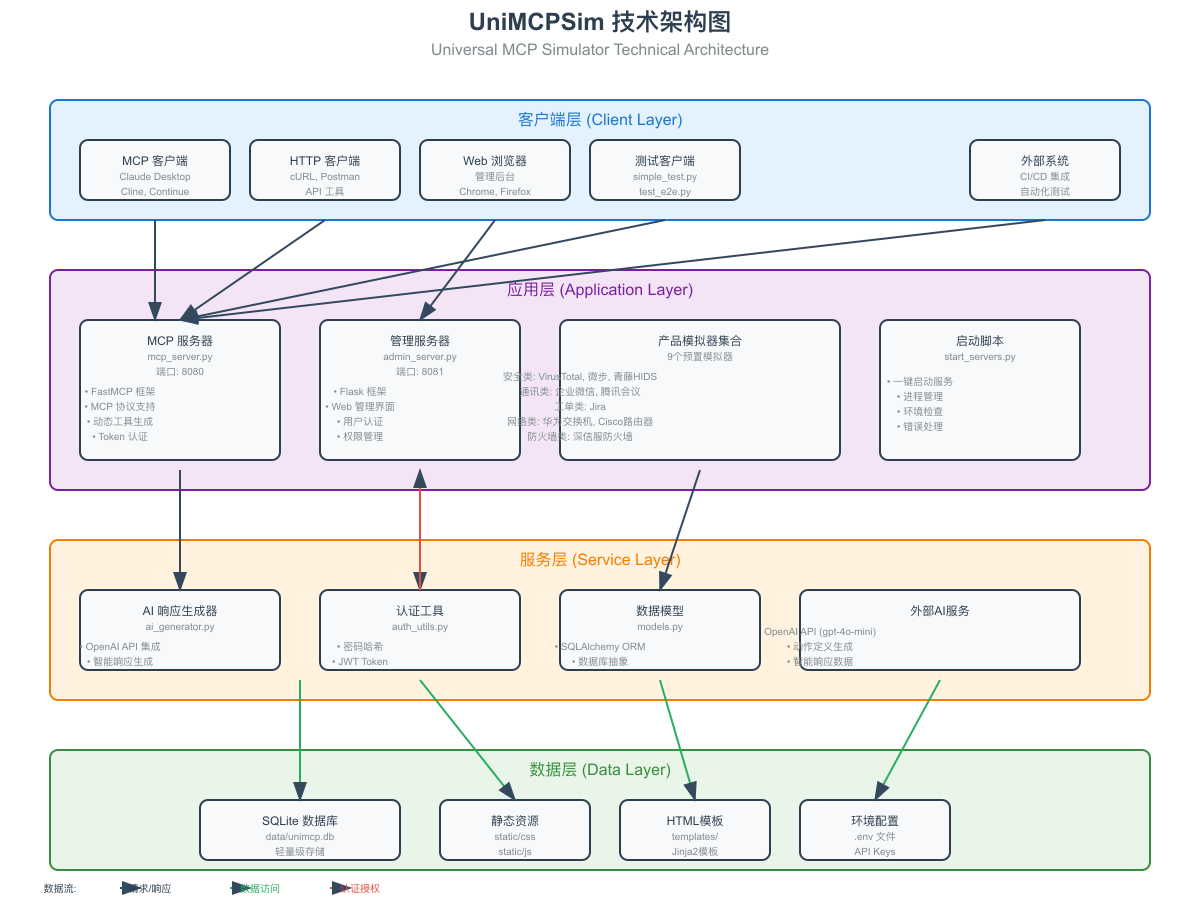 UniMCPSim 技术架构图
Universal MCP Simulator Technical Architecture
客户端层 (Client Layer)
MCP 客户端
Claude Desktop
Cline, Continue
HTTP 客户端
cURL, Postman
API 工具
Web 浏览器
管理后台
Chrome, Firefox
测试客户端
simple_test.py
test_e2e.py
外部系统
CI/CD 集成
自动化测试
应用层 (Application Layer)
MCP 服务器
mcp_server.py
端口: 8080
• FastMCP 框架
• MCP 协议支持
• 动态工具生成
• Token 认证
管理服务器
admin_server.py
端口: 8081
• Flask 框架
• Web 管理界面
• 用户认证
• 权限管理
产品模拟器集合
9个预置模拟器
安全类: VirusTotal, 微步, 青藤HIDS
通讯类: 企业微信, 腾讯会议
工单类: Jira
网络类: 华为交换机, Cisco路由器
防火墙类: 深信服防火墙
启动脚本
start_servers.py
• 一键启动服务
• 进程管理
• 环境检查
• 错误处理
服务层 (Service Layer)
AI 响应生成器
ai_generator.py
• OpenAI API 集成
• 智能响应生成
认证工具
auth_utils.py
• 密码哈希
• JWT Token
数据模型
models.py
• SQLAlchemy ORM
• 数据库抽象
外部AI服务
OpenAI API (gpt-4o-mini)
• 动作定义生成
• 智能响应数据
数据层 (Data Layer)
SQLite 数据库
data/unimcp.db
轻量级存储
静态资源
static/css
static/js
HTML模板
templates/
Jinja2模板
环境配置
.env 文件
API Keys
数据流:
请求/响应
数据访问
认证授权